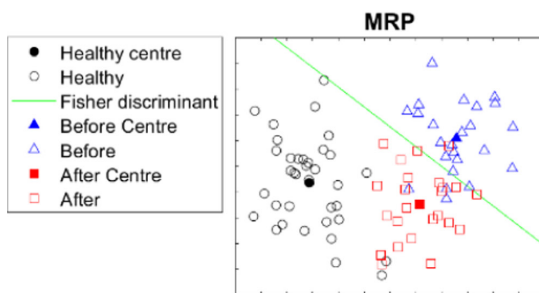 MRP
Healthy centre
Healthy
Fisher discriminant
Before Centre
Before
After Centre
After